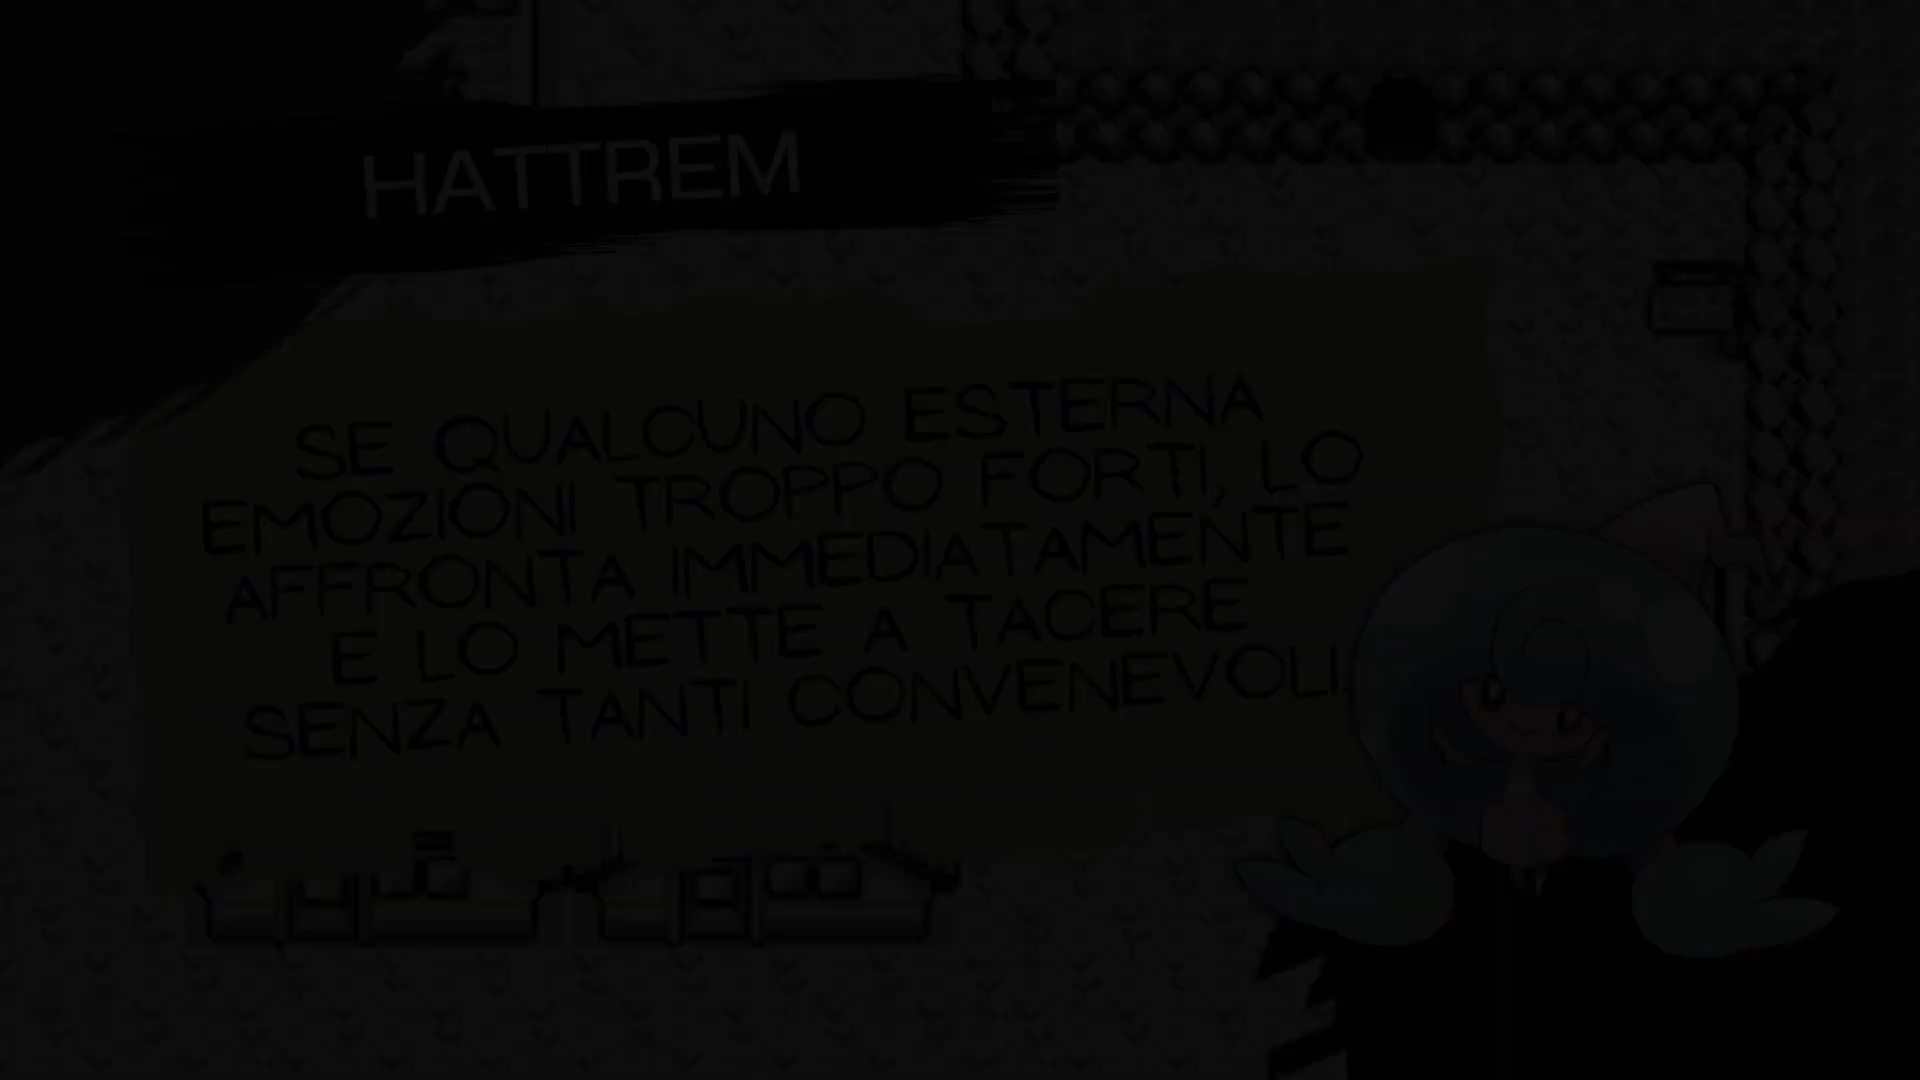 HATTREM
SE QUALCUNO ESTERNA
EMOZIONI TROPPO FORTI, LO
AFFRONTA IMMEDIATAMENTE
E LO METTE A TACERE
SENZA TANTI CONVENEVOLI.